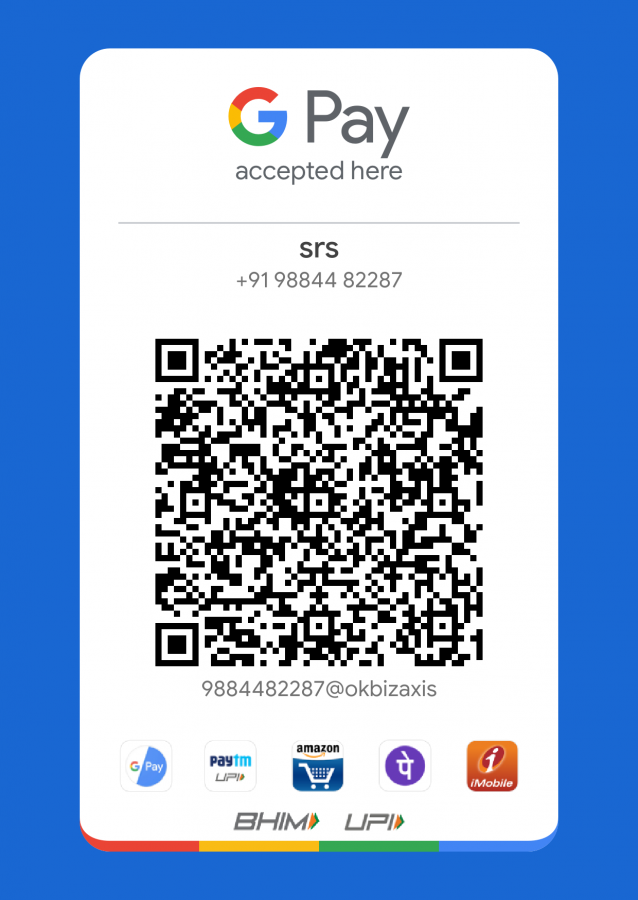 G Pay
accepted here
srs
+91 98844 82287
9884482287@okbizaxis
G Pay
paytm
UPI
amazon
पे
i
iMobile
BHIM UPI